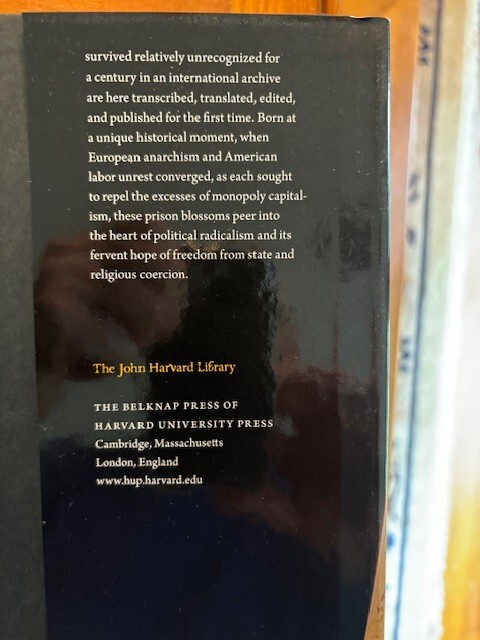 survived relatively unrecognized for
a century in an international archive
are here transcribed, translated, edited,
and published for the first time. Born at
a unique historical moment, when
European anarchism and American
labor unrest converged, as each sought
to repel the excesses of monopoly capital-
ism, these prison blossoms peer into
the heart of political radicalism and its
fervent hope of freedom from state and
religious coercion.
The John Harvard Library
THE BELKNAP PRESS OF
HARVARD UNIVERSITY PRESS
Cambridge, Massachusetts
London, England
www.hup.harvard.edu